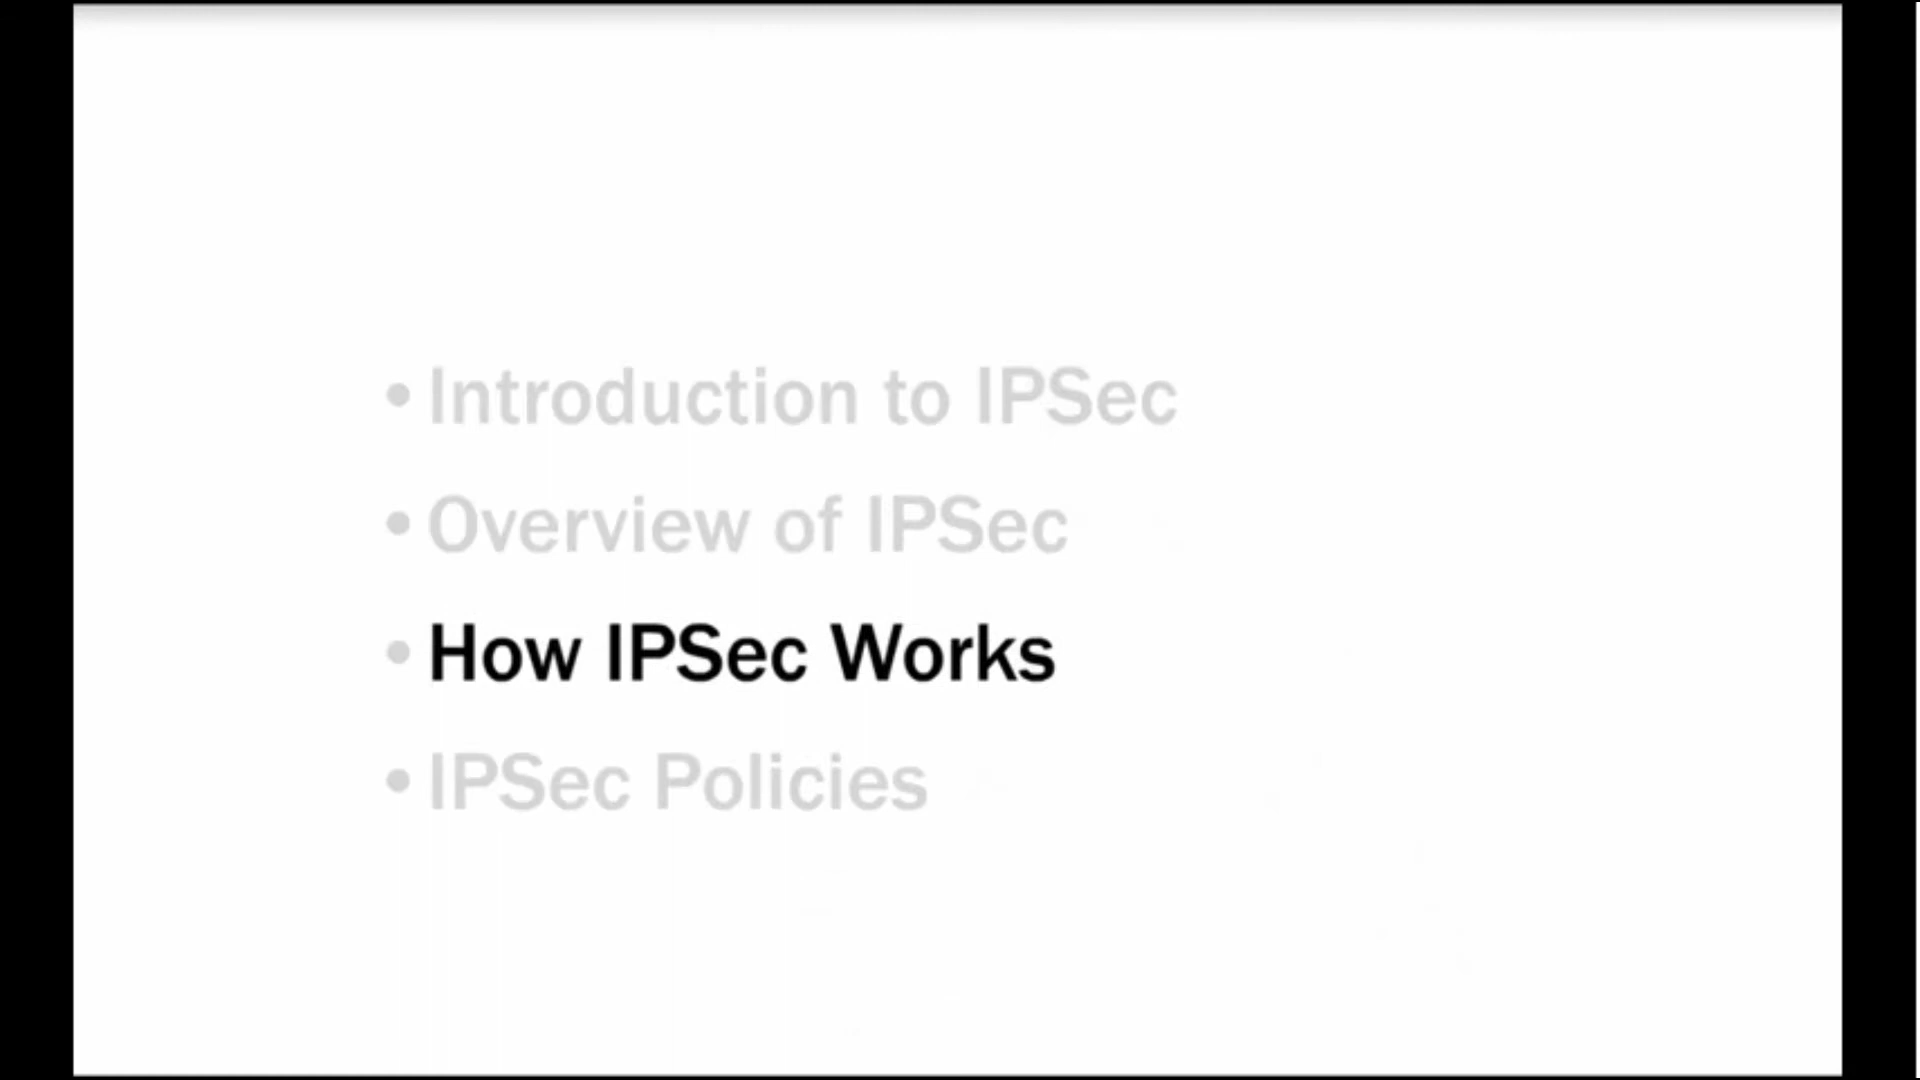 • Introduction to IPSec
• Overview of IPSec
• How IPSec Works
• IPSec Policies